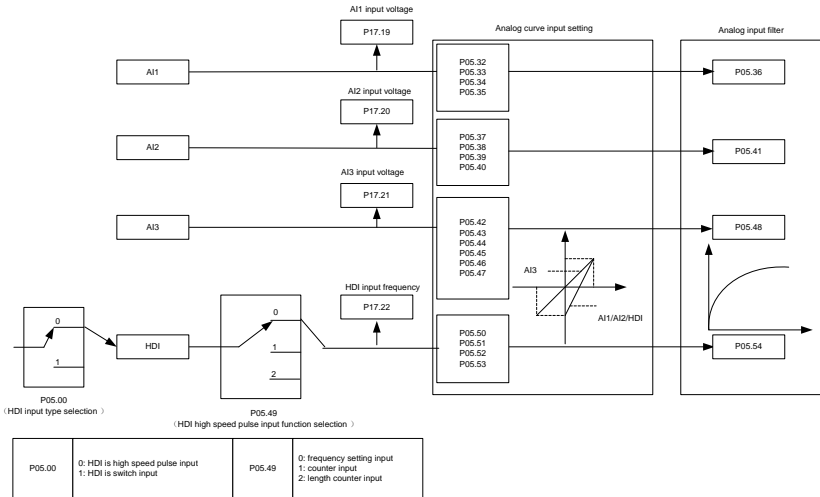 AI1 input voltage
P17.19
Analog curve input setting
Analog input filter
AI1
P05.32
P05.33
P05.34
P05.35
P05.36
AI2 input voltage
P17.20
AI2
P05.37
P05.38
P05.39
P05.40
P05.41
AI3 input voltage
P17.21
AI3
P05.42
P05.43
P05.44
P05.45
P05.46
P05.47
P05.48
AI3
AI1/AI2/HDI
HDI input frequency
P17.22
0
1
P05.00
（HDI input type selection ）
HDI
0
1
2
P05.49
（HDI high speed pulse input function selection ）
P05.50
P05.51
P05.52
P05.53
P05.54
P05.00
0: HDI is high speed pulse input
1: HDI is switch input
P05.49
0: frequency setting input
1: counter input
2: length counter input